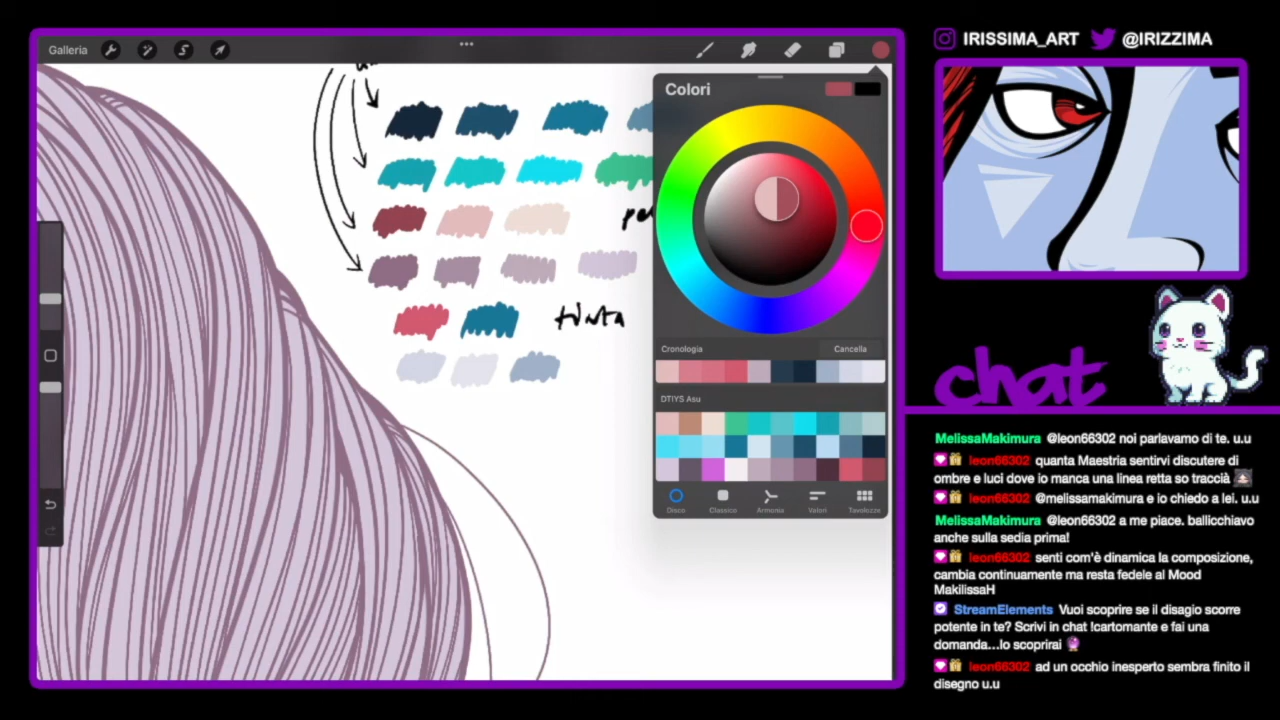 Galleria
Colori
Cronologia
Cancella
DTIYS Asu
Disco
Classico
Armonia
Valori
Tavolozze
tinta
IRISSIMA_ART
@IRIZZIMA
chat
MelissaMakimura @leon66302 noi parlavamo di te. u.u
leon66302 quanta Maestria sentirvi discutere di
ombre e luci dove io manca una linea retta so traccià
leon66302 @melissamakimura e io chiedo a lei. u.u
MelissaMakimura @leon66302 a me piace. ballicchiavo
anche sulla sedia prima!
leon66302 senti com'è dinamica la composizione,
cambia continuamente ma resta fedele al Mood
MakilissaH
StreamElements Vuoi scoprire se il disagio scorre
potente in te? Scrivi in chat !cartomante e fai una
domanda...lo scoprirai
leon66302 ad un occhio inesperto sembra finito il
disegno u.u